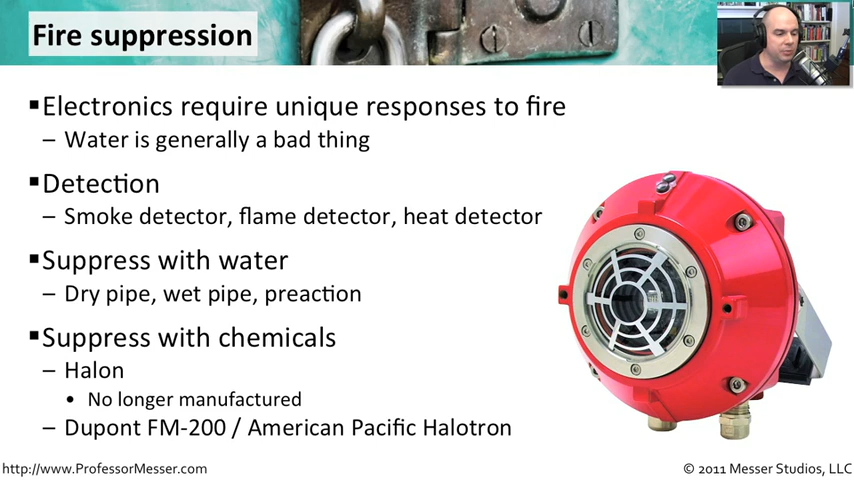 Fire suppression
▪Electronics require unique responses to fire
– Water is generally a bad thing
▪Detection
– Smoke detector, flame detector, heat detector
▪Suppress with water
– Dry pipe, wet pipe, preaction
▪Suppress with chemicals
– Halon
• No longer manufactured
– Dupont FM-200 / American Pacific Halotron
http://www.ProfessorMesser.com
© 2011 Messer Studios, LLC